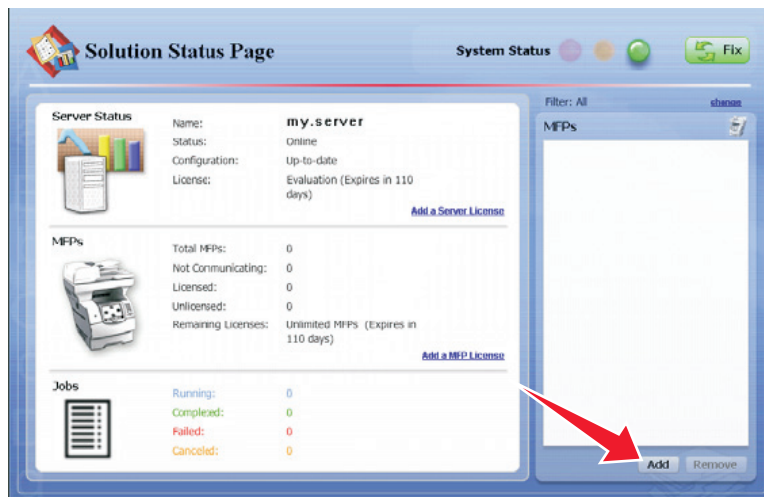 Solution Status Page
System Status
Fix
Filter: All
change
Server Status
Name: my.server
Status: Online
Configuration: Up-to-date
License: Evaluation (Expires in 110
days)
Add a Server License
MFPs
Total MFPs: 0
Not Communicating: 0
Licensed: 0
Unlicensed: 0
Remaining Licenses: Unlimited MFPs (Expires in
110 days)
Add a MFP License
Jobs
Running: 0
Completed: 0
Failed: 0
Canceled: 0
MFPs
Add
Remove